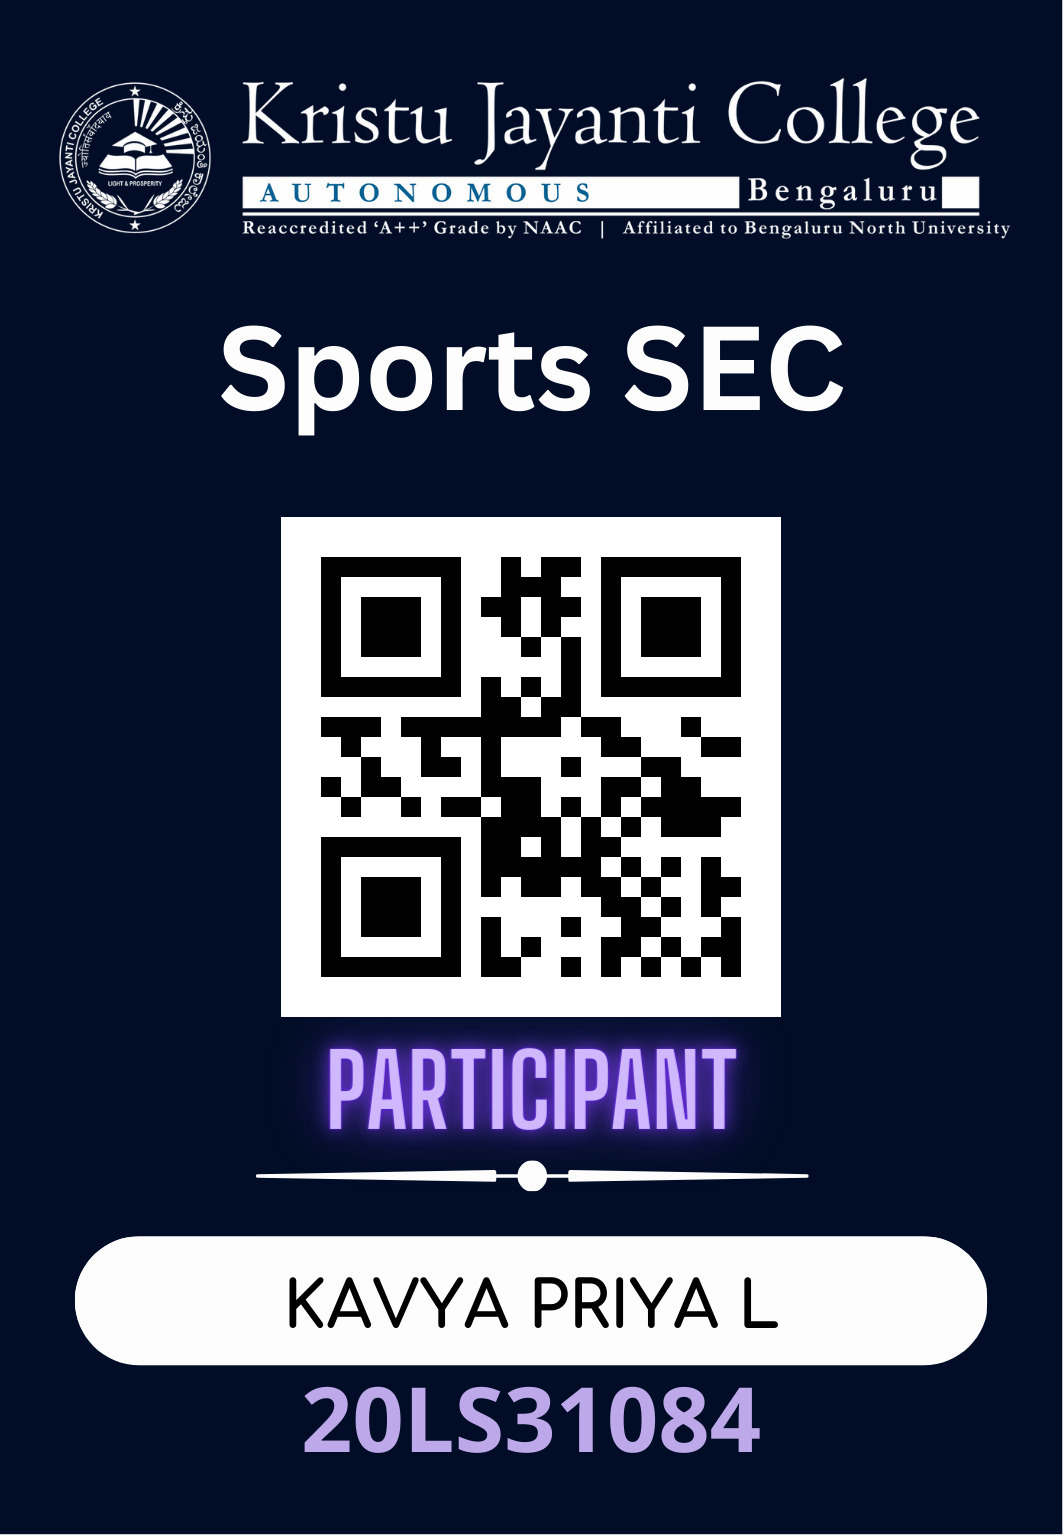 Kristu Jayanti College
AUTONOMOUS Bengaluru
Reaccredited ‘A++’ Grade by NAAC | Affiliated to Bengaluru North University
KRISTU JAYANTI COLLEGE
LIGHT & PROSPERITY
Sports SEC
PARTICIPANT
KAVYA PRIYA L
20LS31084